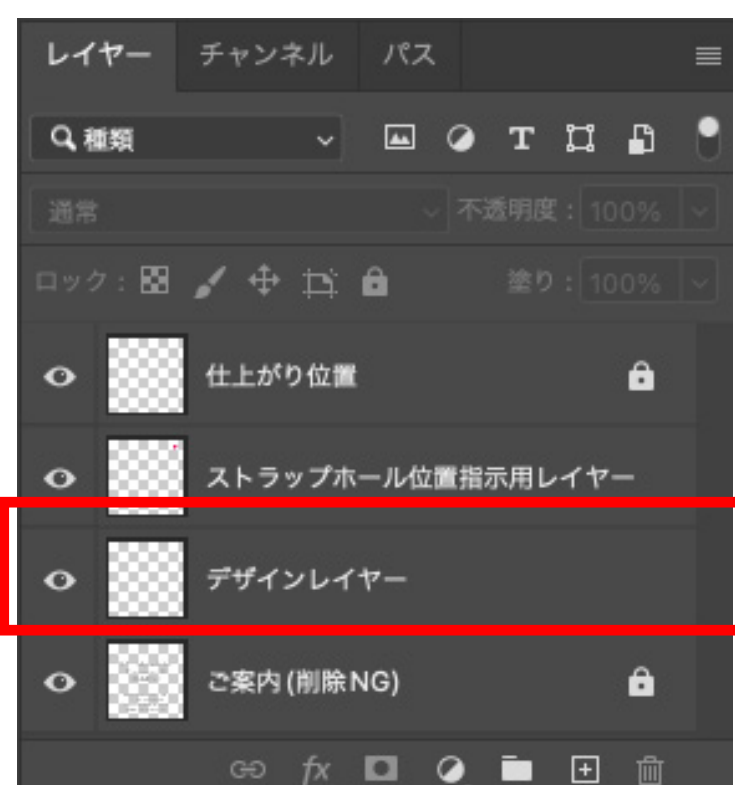 レイヤー チャンネル パス
種類 T
通常 不透明度：100%
ロック： 塗り：100%
仕上がり位置
ストラップホール位置指示用レイヤー
デザインレイヤー
ご案内(削除NG)
fx